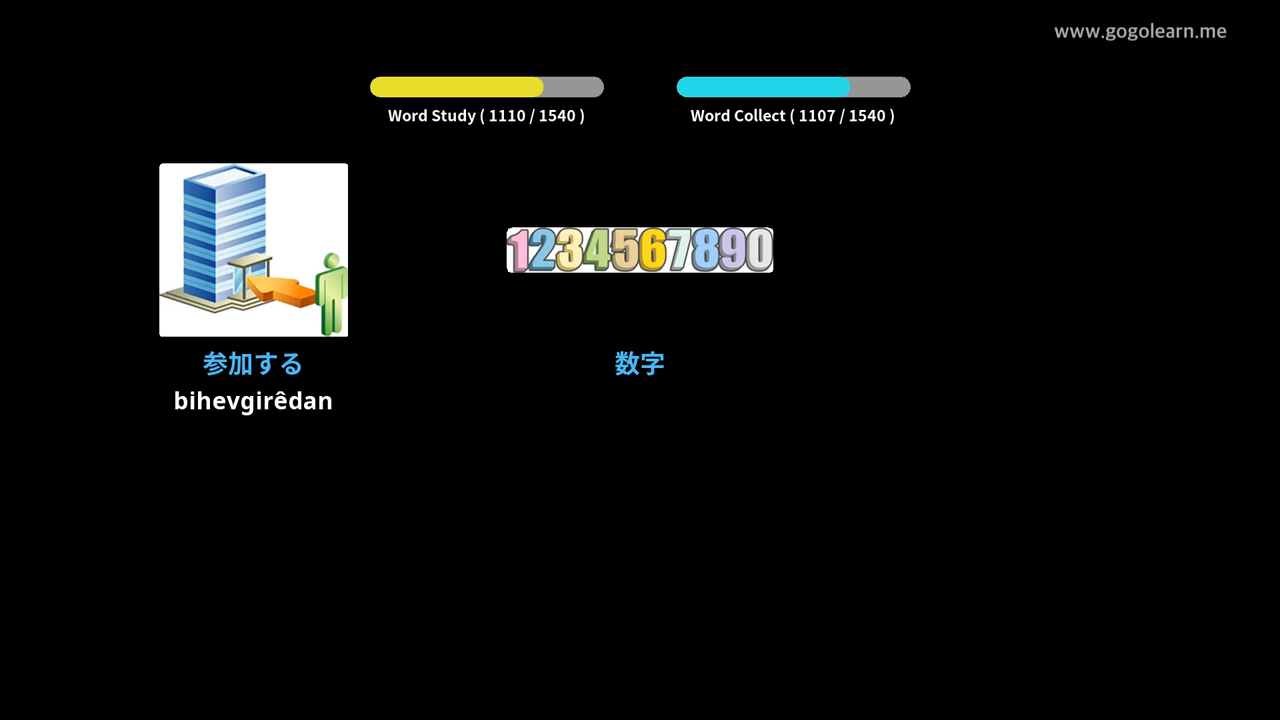 www.gogolearn.me
Word Study ( 1110 / 1540 )
Word Collect ( 1107 / 1540 )
1234567890
参加する
数字
bihevgirêdan